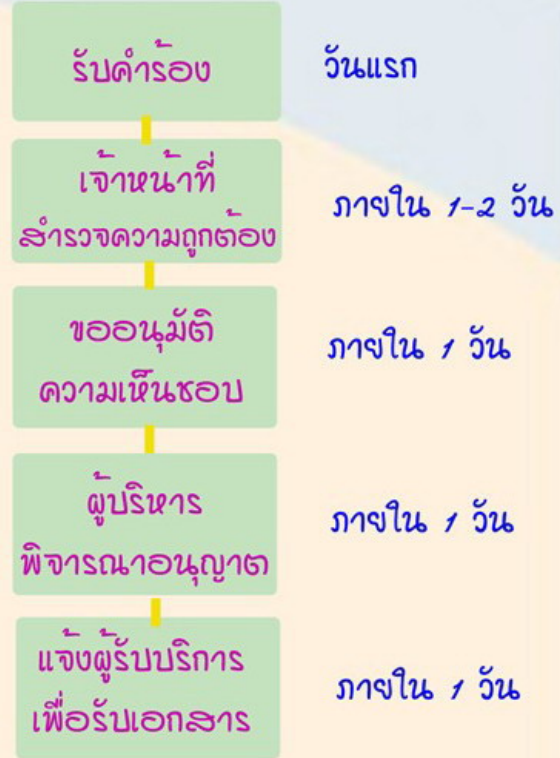 รับคำร้อง
วันแรก
เจ้าหน้าที่
สำรวจความถูกต้อง
ภายใน 1-2 วัน
ขออนุมัติ
ความเห็นชอบ
ภายใน 1 วัน
ผู้บริหาร
พิจารณาอนุญาต
ภายใน 1 วัน
แจ้งผู้รับบริการ
เพื่อรับเอกสาร
ภายใน 1 วัน